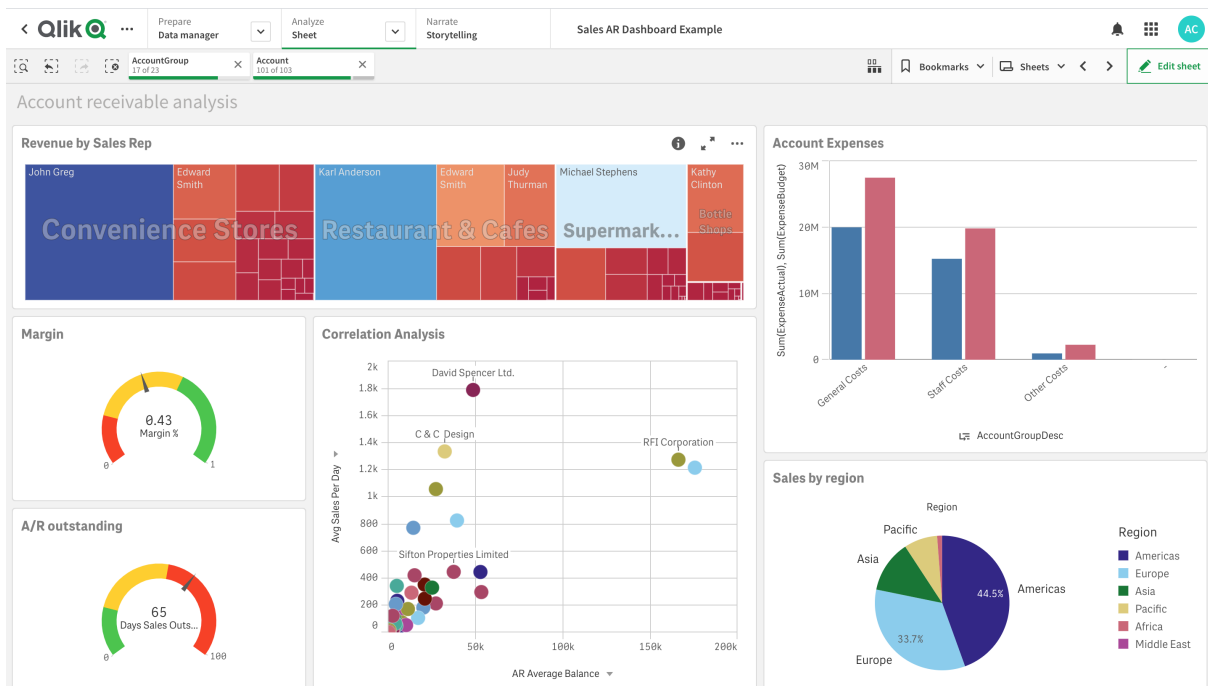 Qlik
Prepare
Data manager
Analyze
Sheet
Narrate
Storytelling
Sales AR Dashboard Example
AC
AccountGroup
17 of 23
Account
101 of 103
Bookmarks
Sheets
Edit sheet
Account receivable analysis
Revenue by Sales Rep
John Greg
Edward
Smith
Karl Anderson
Edward
Smith
Judy
Thurman
Michael Stephens
Kathy
Clinton
Convenience Stores
Restaurant & Cafes
Supermark...
Bottle
Shops
Margin
0.43
Margin %
0
1
A/R outstanding
65
Days Sales Outs...
0
100
Correlation Analysis
Avg Sales Per Day
2k
1.8k
1.6k
1.4k
1.2k
1k
800
600
400
200
0
David Spencer Ltd.
C & C Design
RFI Corporation
Sifton Properties Limited
0
50k
100k
150k
200k
AR Average Balance
Account Expenses
Sum(ExpenseActual), Sum(ExpenseBudget)
30M
20M
10M
0
General Costs
Staff Costs
Other Costs
-
AccountGroupDesc
Sales by region
Region
Pacific
Asia
Americas
Europe
44.5%
33.7%
Region
Americas
Europe
Asia
Pacific
Africa
Middle East